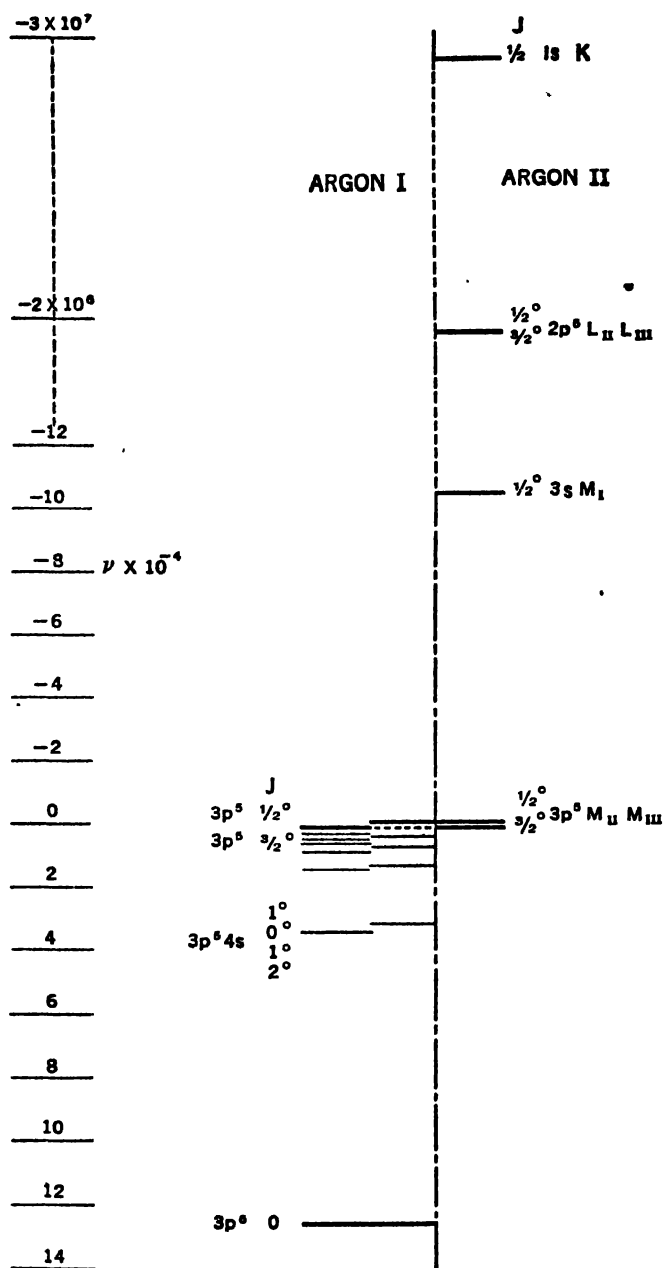 −3 X 10⁷
J
½ 1s K
ARGON I
ARGON II
−2 X 10⁶
½°
3/2° 2p⁵ L_II L_III
−12
−10
½° 3s M_I
−8 ν X 10⁻⁴
−6
−4
−2
J
0
3p⁵ ½°
½°
3p⁵ 3/2°
3/2° 3p⁵ M_II M_III
2
1°
0°
3p⁵4s
4
1°
2°
6
8
10
12
3p⁶ 0
14